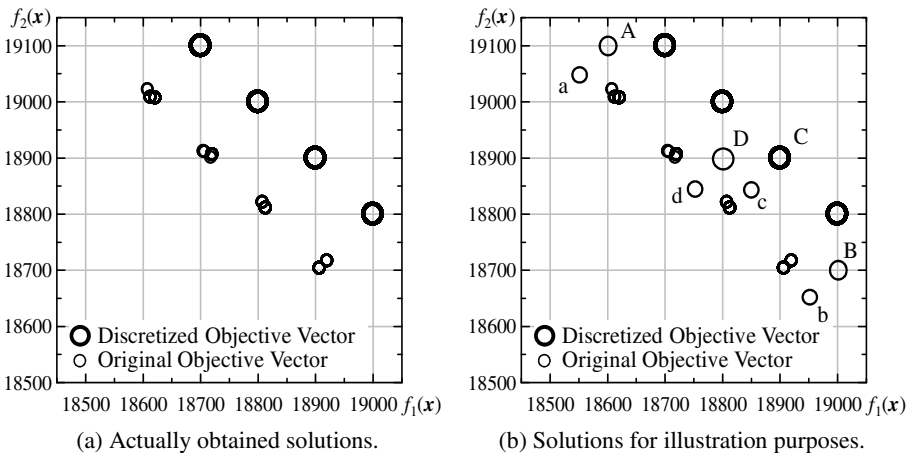 f₂(x)
19100
19000
18900
18800
18700
18600
18500
Discretized Objective Vector
Original Objective Vector
18500 18600 18700 18800 18900 19000 f₁(x)
(a) Actually obtained solutions.
f₂(x)
19100
19000
18900
18800
18700
18600
18500
A
a
D
C
d
c
B
b
Discretized Objective Vector
Original Objective Vector
18500 18600 18700 18800 18900 19000 f₁(x)
(b) Solutions for illustration purposes.